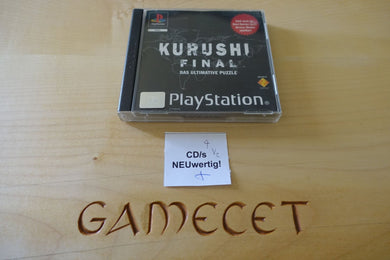 KURUSHI
FINAL
DAS ULTIMATIVE PUZZLE
PlayStation
CD/s
NEUwertig!
GAMECET